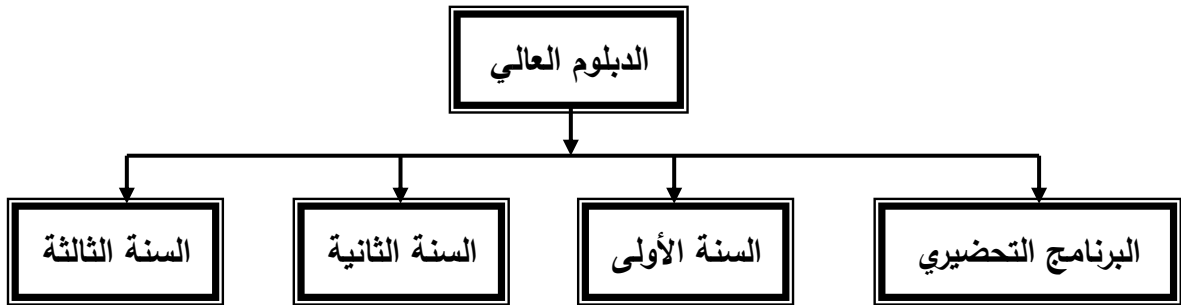 الدبلوم العالي
البرنامج التحضيري
السنة الأولى
السنة الثانية
السنة الثالثة